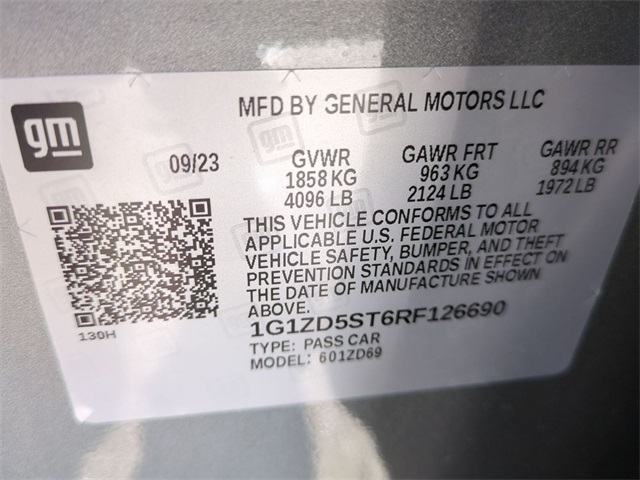 gm
MFD BY GENERAL MOTORS LLC
09/23
GVWR
1858 KG
4096 LB
GAWR FRT
963 KG
2124 LB
GAWR RR
894 KG
1972 LB
THIS VEHICLE CONFORMS TO ALL
APPLICABLE U.S. FEDERAL MOTOR
VEHICLE SAFETY, BUMPER, AND THEFT
PREVENTION STANDARDS IN EFFECT ON
THE DATE OF MANUFACTURE SHOWN
ABOVE.
130H
1G1ZD5ST6RF126690
TYPE: PASS CAR
MODEL: 601ZD69